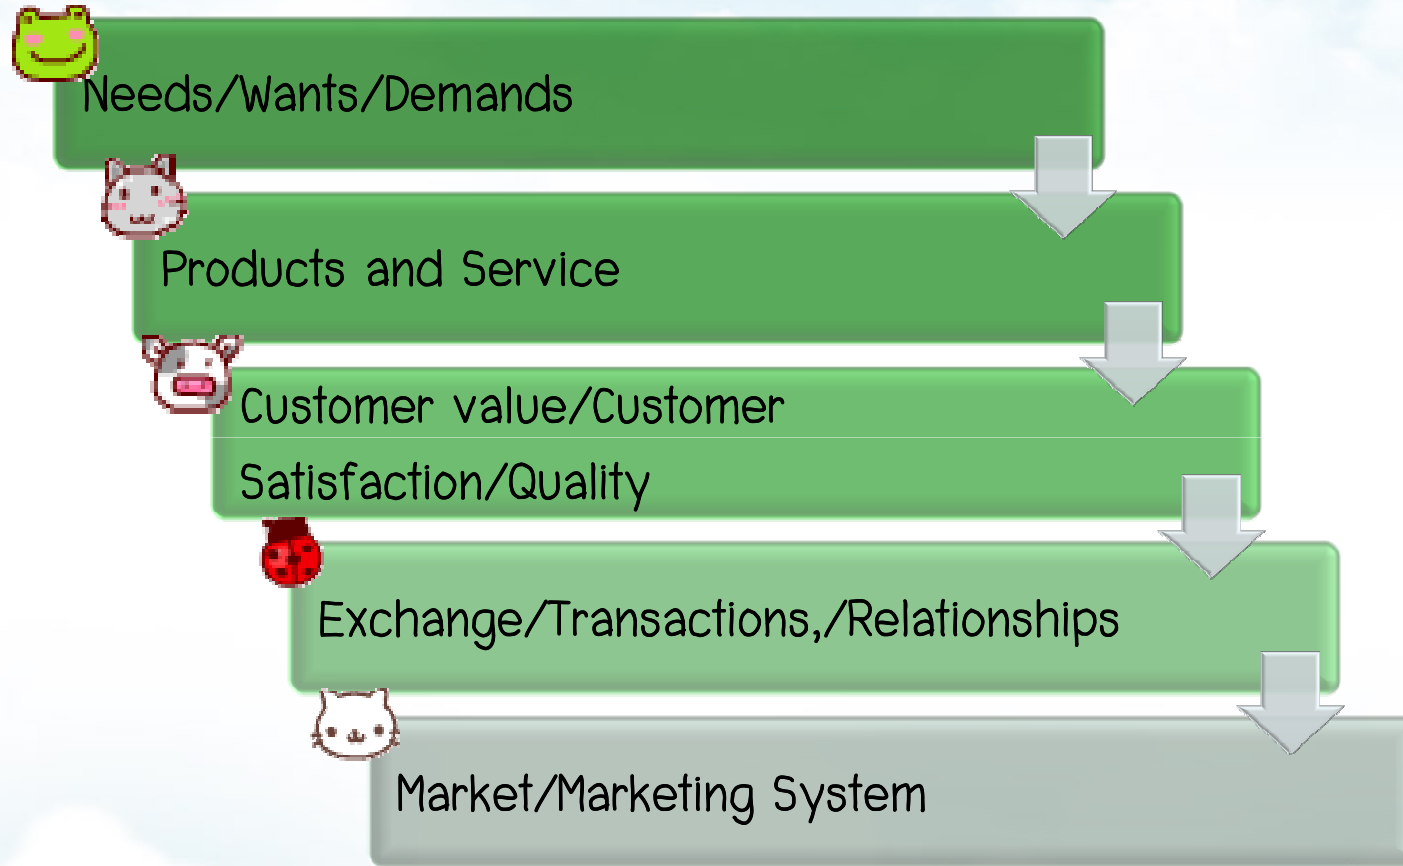 Needs/Wants/Demands
Products and Service
Customer value/Customer
Satisfaction/Quality
Exchange/Transactions,/Relationships
Market/Marketing System